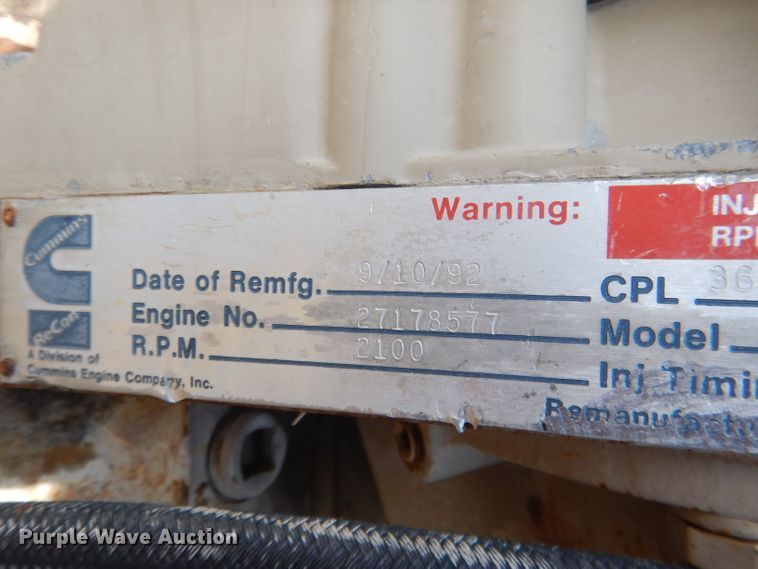 Cummins
ReCon
A Division of
Cummins Engine Company, Inc.
Warning:
INJ
RP
Date of Remfg. 9/10/92
Engine No. 27178577
R.P.M. 2100
CPL 36
Model
Inj Timin
Remanufactu
Purple Wave Auction®